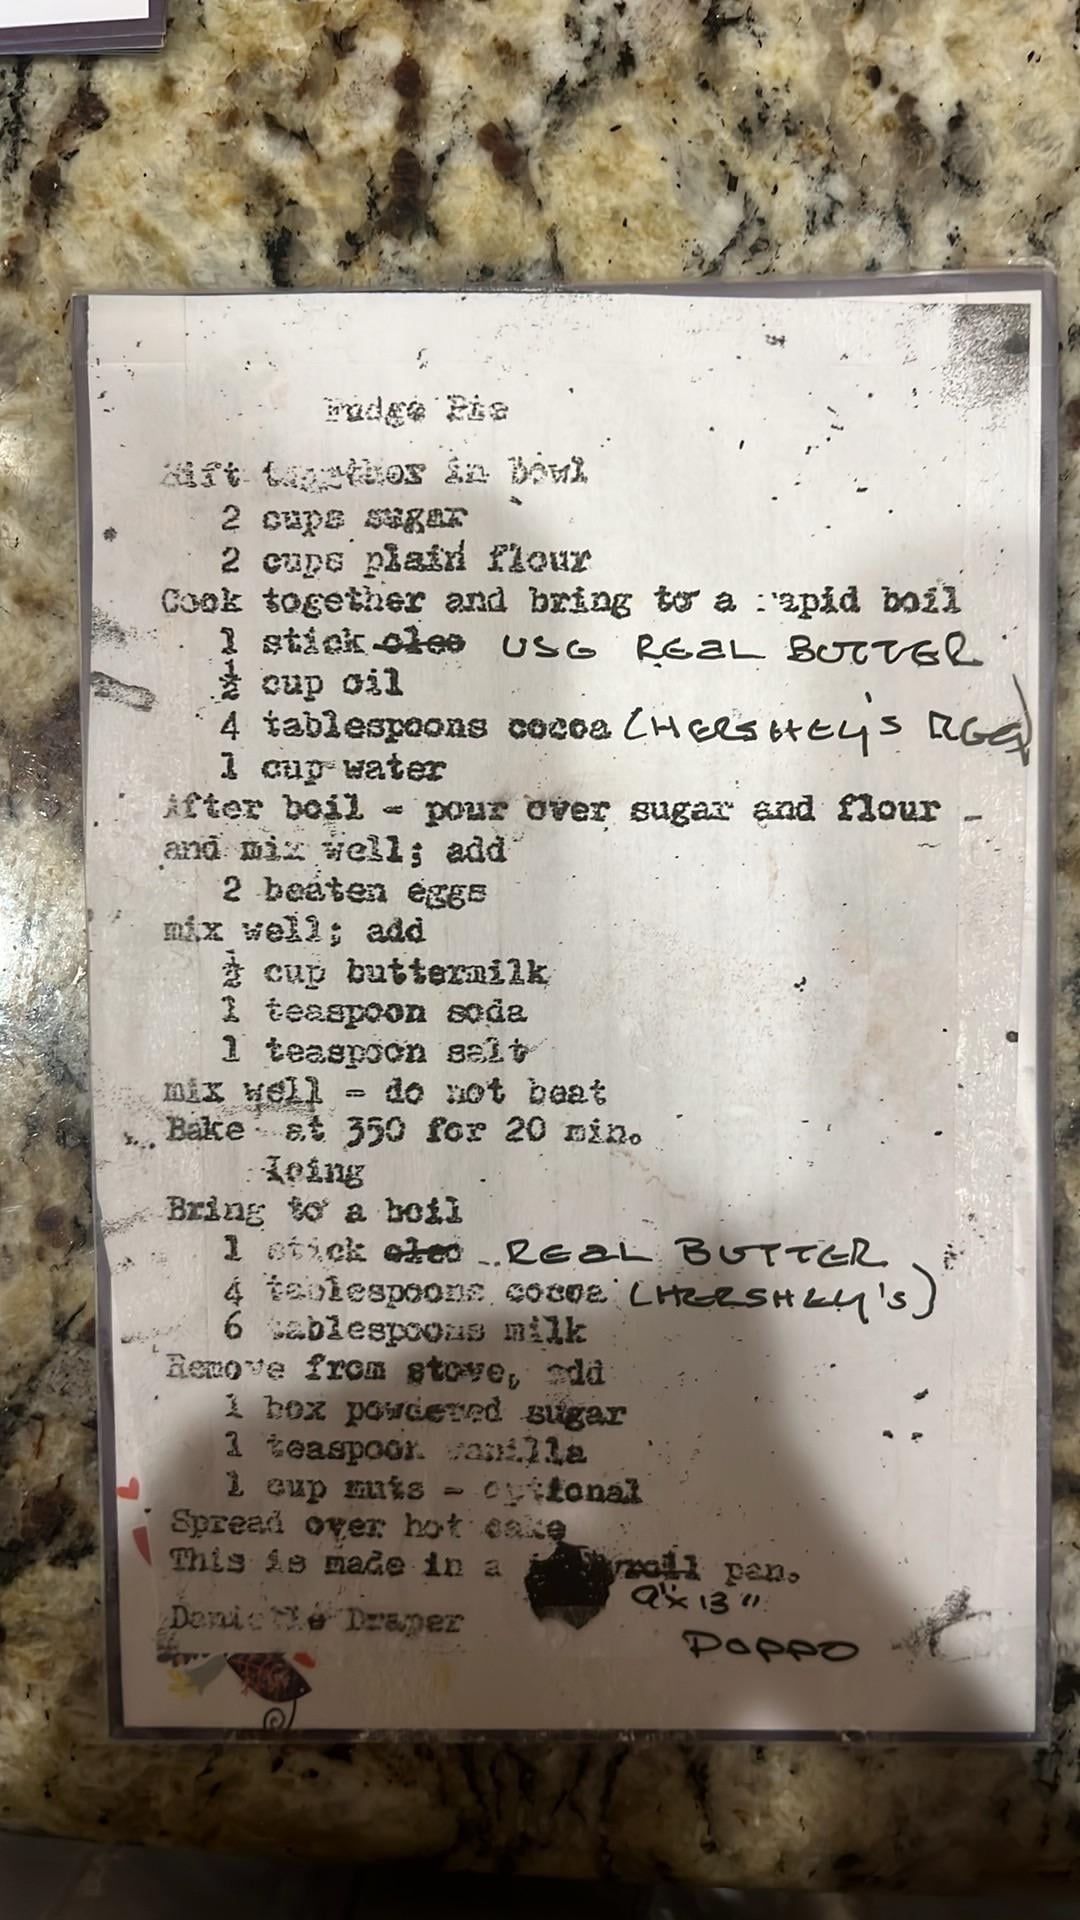 Fudge Pie
Sift together in bowl
2 cups sugar
2 cups plain flour
Cook together and bring to a rapid boil
1 stick oleo USE REAL BUTTER
½ cup oil
4 tablespoons cocoa (HERSHEY'S REG)
1 cup water
After boil - pour over sugar and flour -
and mix well; add
2 beaten eggs
mix well; add
½ cup buttermilk
1 teaspoon soda
1 teaspoon salt
mix well - do not beat
Bake at 350 for 20 min.
Icing
Bring to a boil
1 stick oleo REAL BUTTER
4 tablespoons cocoa (HERSHEY'S)
6 tablespoons milk
Remove from stove, add
1 box powdered sugar
1 teaspoon vanilla
1 cup nuts - optional
Spread over hot cake
This is made in a pan.
9" x 13"
Danielle Draper
POPPO